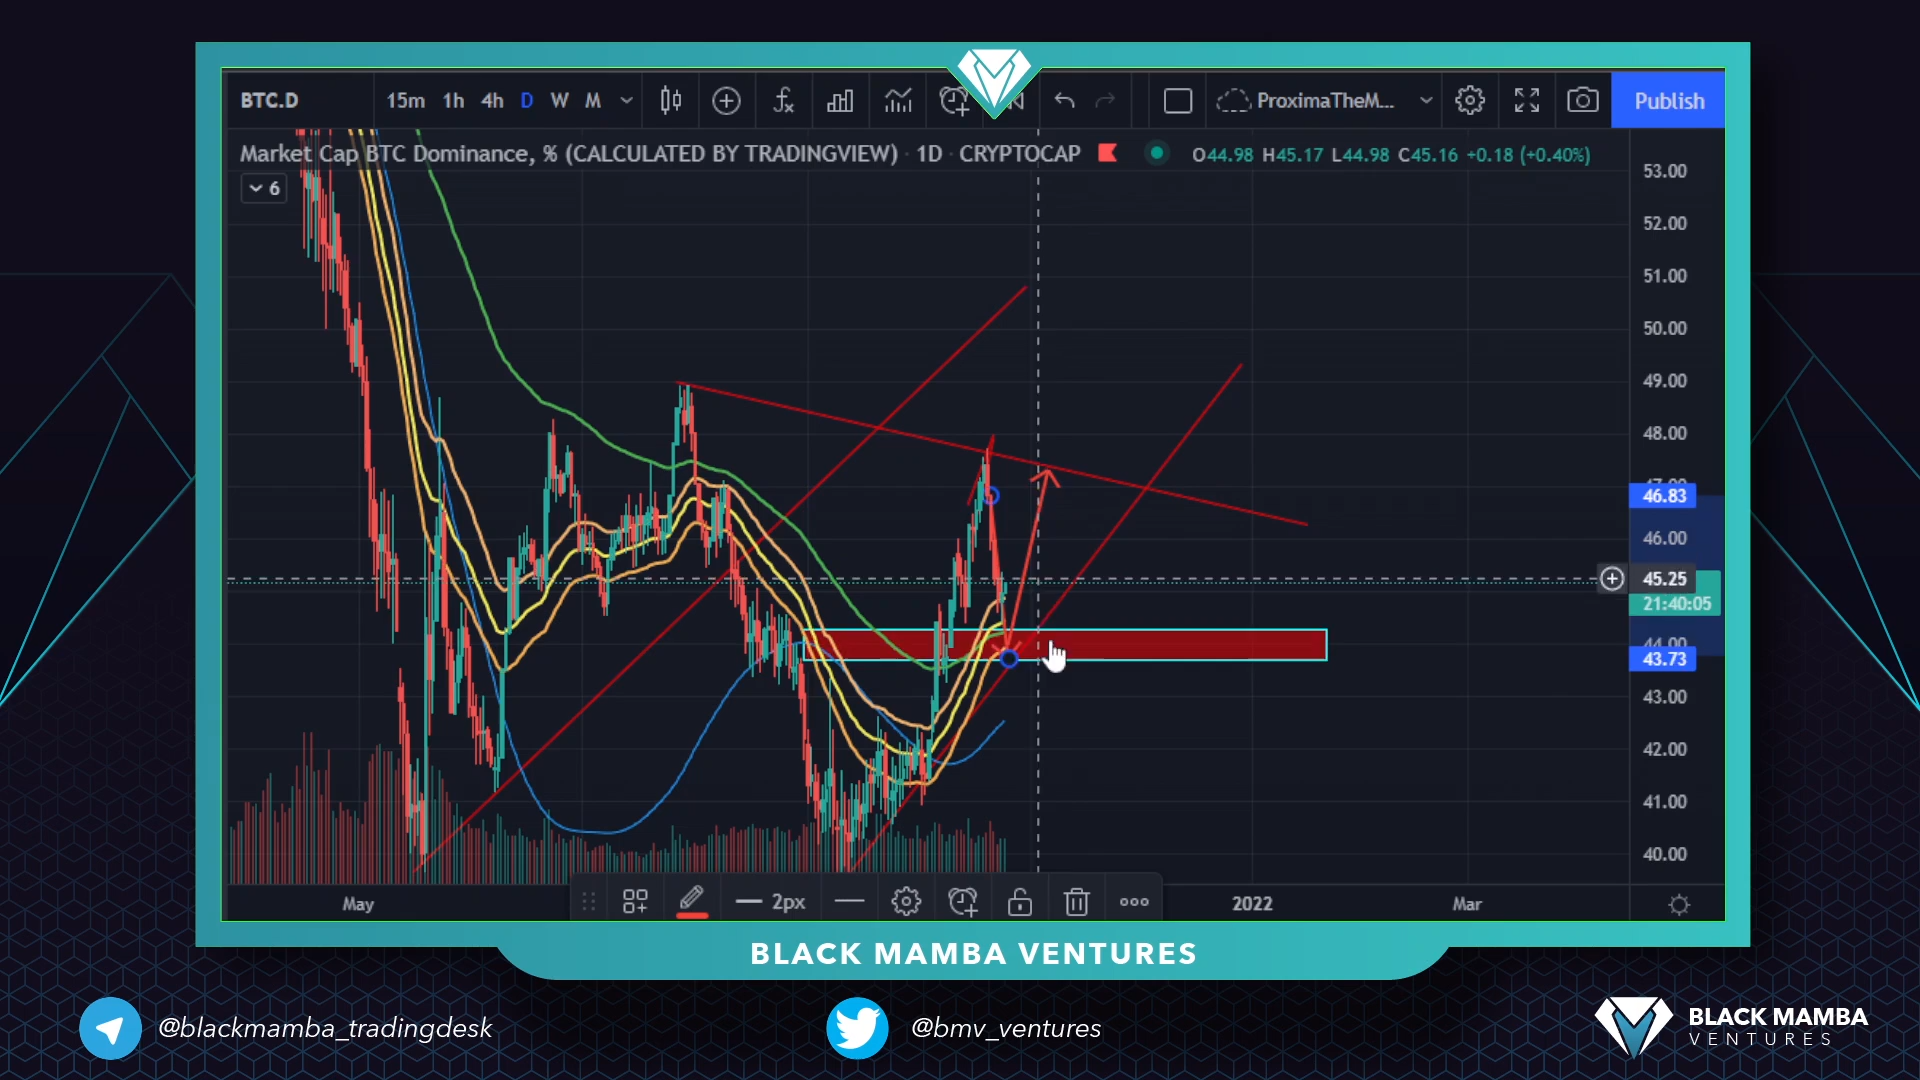 BTC.D 15m 1h 4h D W M ProximaTheM... Publish
Market Cap BTC Dominance, % (CALCULATED BY TRADINGVIEW) · 1D · CRYPTOCAP O44.98 H45.17 L44.98 C45.16 +0.18 (+0.40%)
6
53.00
52.00
51.00
50.00
49.00
48.00
46.83
46.00
45.25
21:40:05
44.00
43.73
43.00
42.00
41.00
40.00
2px
May 2022 Mar
BLACK MAMBA VENTURES
@blackmamba_tradingdesk
@bmv_ventures
BLACK MAMBA
VENTURES